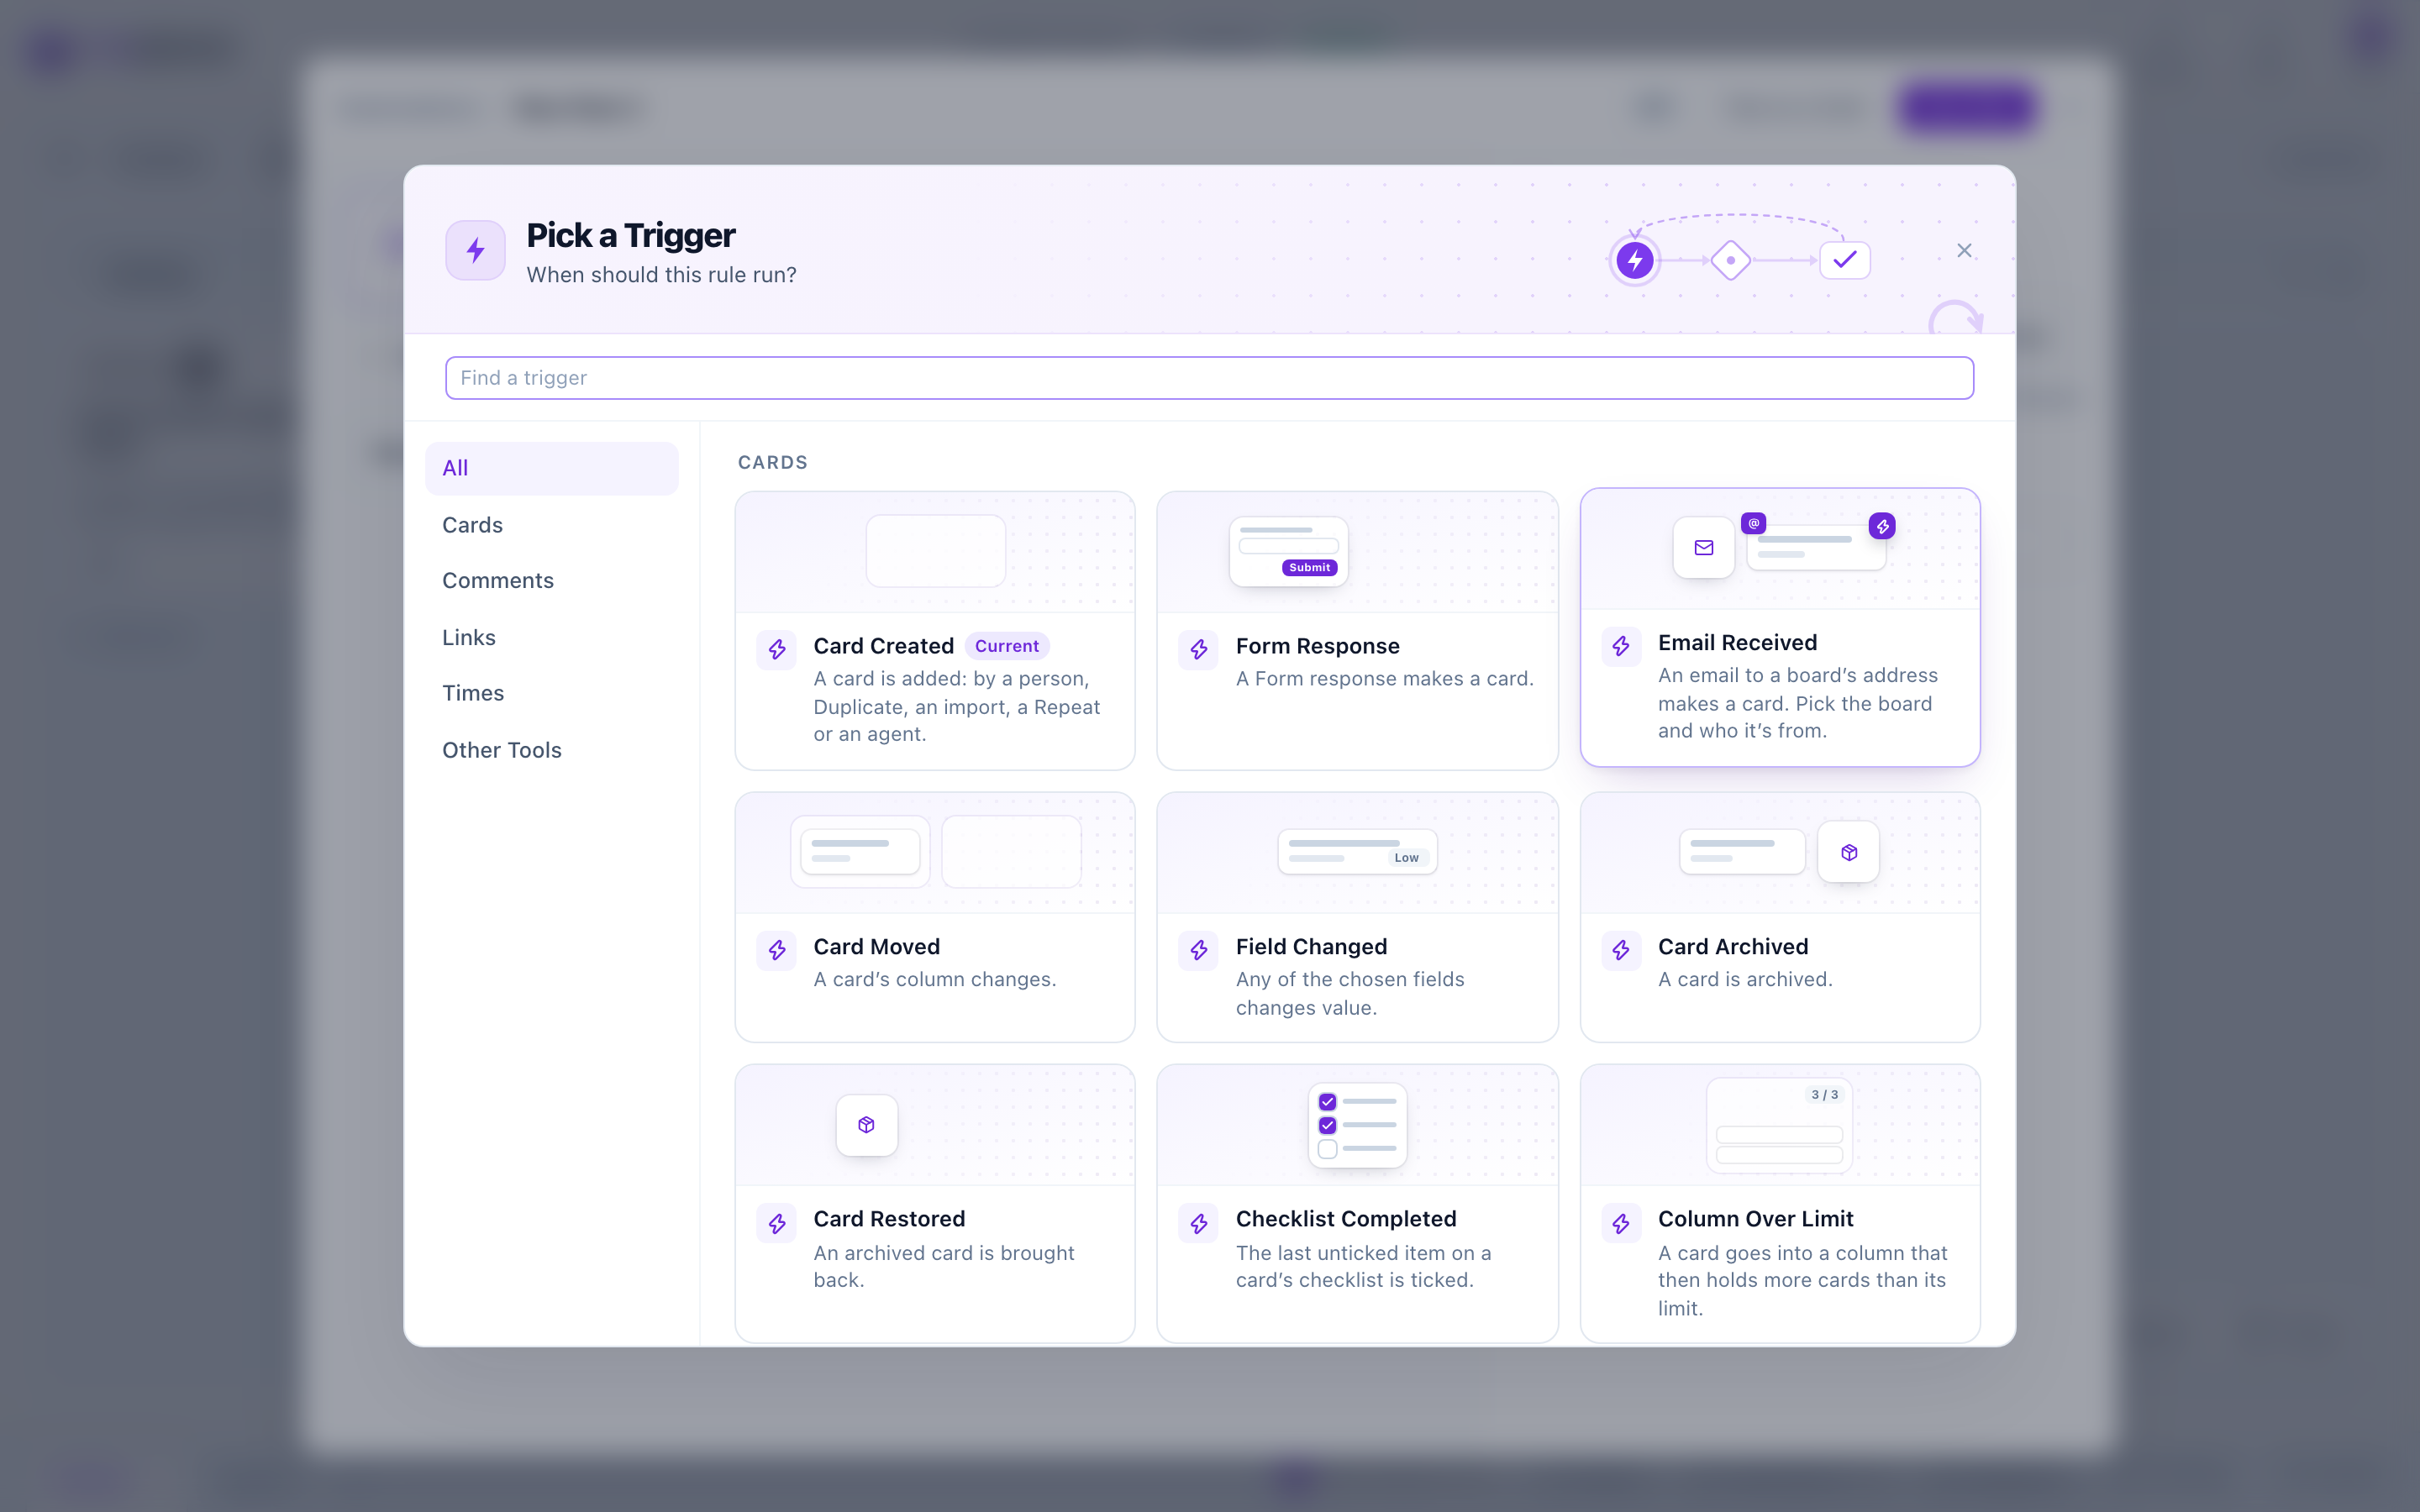 Pick a Trigger
When should this rule run?
Find a trigger
All
Cards
Comments
Links
Times
Other Tools
CARDS
Card Created Current
A card is added: by a person,
Duplicate, an import, a Repeat
or an agent.
Submit
Form Response
A Form response makes a card.
@
Email Received
An email to a board’s address
makes a card. Pick the board
and who it’s from.
Card Moved
A card’s column changes.
Low
Field Changed
Any of the chosen fields
changes value.
Card Archived
A card is archived.
Card Restored
An archived card is brought
back.
Checklist Completed
The last unticked item on a
card’s checklist is ticked.
3 / 3
Column Over Limit
A card goes into a column that
then holds more cards than its
limit.